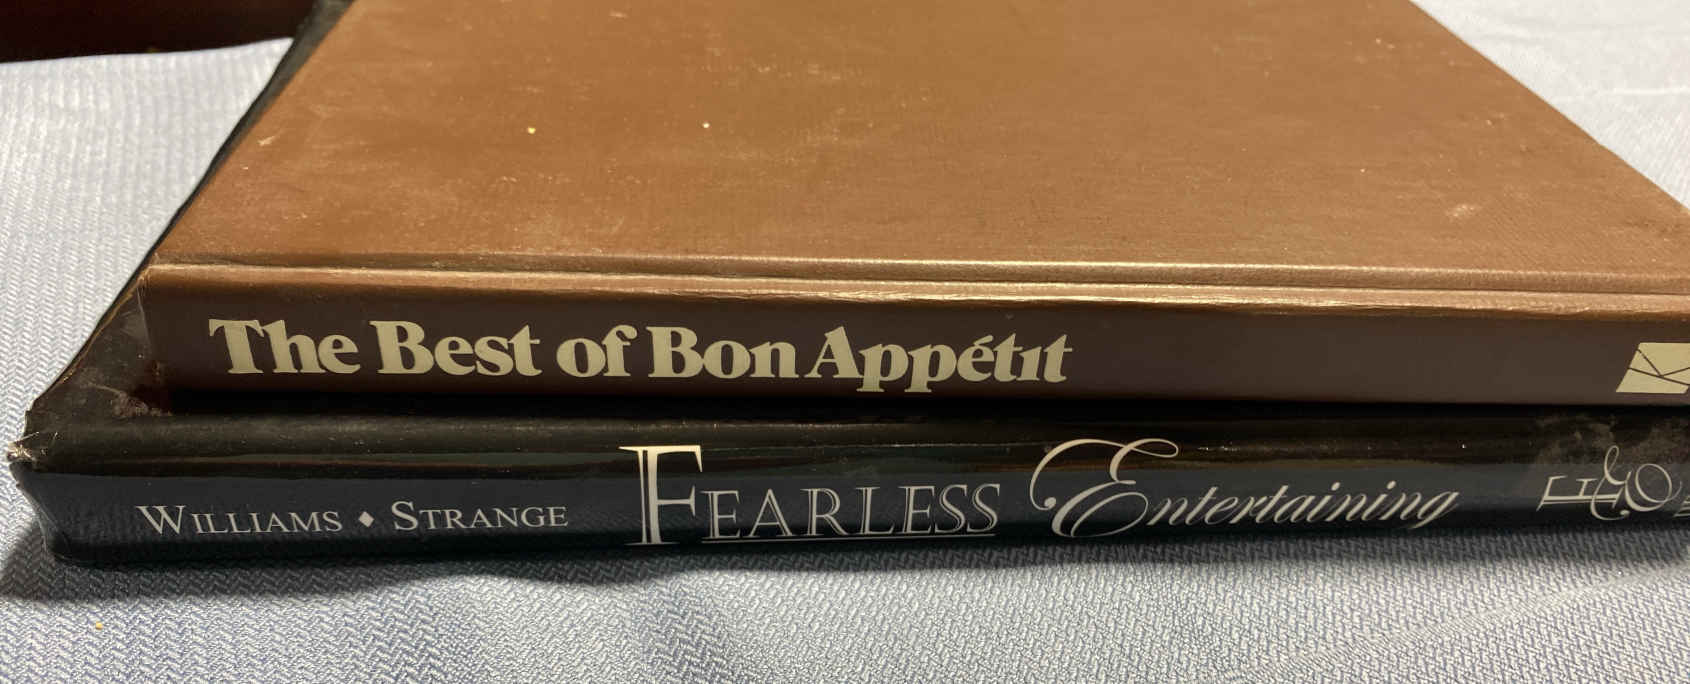 The Best of Bon Appétit
WILLIAMS ♦ STRANGE FEARLESS Entertaining